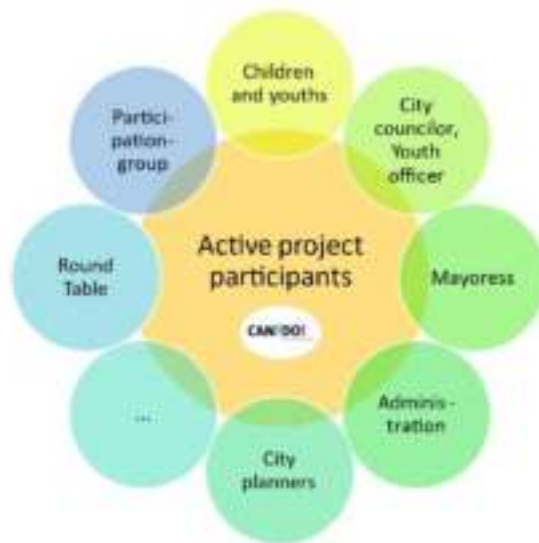 Children
and youths
City
councilor,
Youth
officer
Mayoress
Adminis -
tration
City
planners
...
Round
Table
Partici-
pation-
group
Active project
participants
CAN!DO!